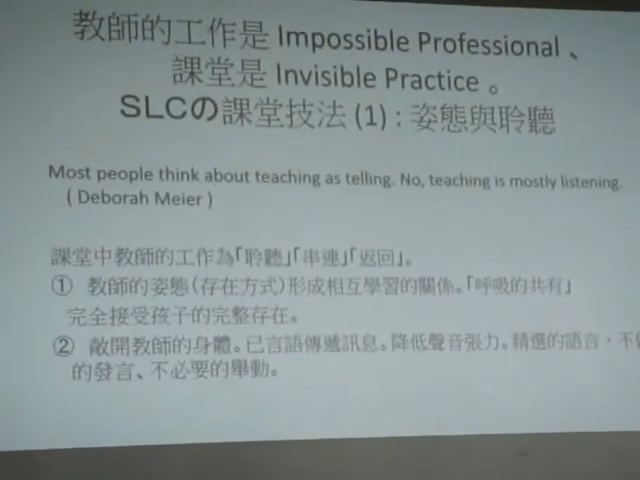 教師的工作是 Impossible Professional、
課堂是 Invisible Practice。
SLCの課堂技法 (1) : 姿態與聆聽
Most people think about teaching as telling. No, teaching is mostly listening.
( Deborah Meier )
課堂中教師的工作為「聆聽」「串連」「返回」。
① 教師的姿態(存在方式)形成相互學習的關係。「呼吸的共有」
完全接受孩子的完整存在。
② 敞開教師的身體。已言語傳遞訊息。降低聲音張力。精選的語言，不
的發言、不必要的舉動。